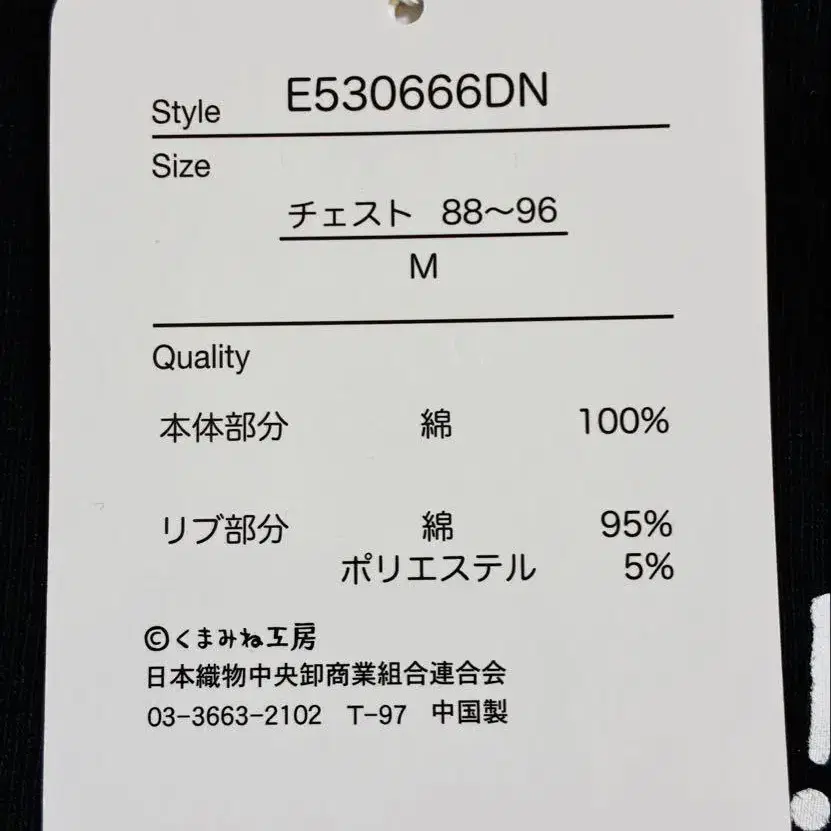 Style E530666DN
Size
チェスト 88〜96
M
Quality
本体部分 綿 100%
リブ部分 綿 95%
ポリエステル 5%
©くまみね工房
日本織物中央卸商業組合連合会
03-3663-2102 T-97 中国製